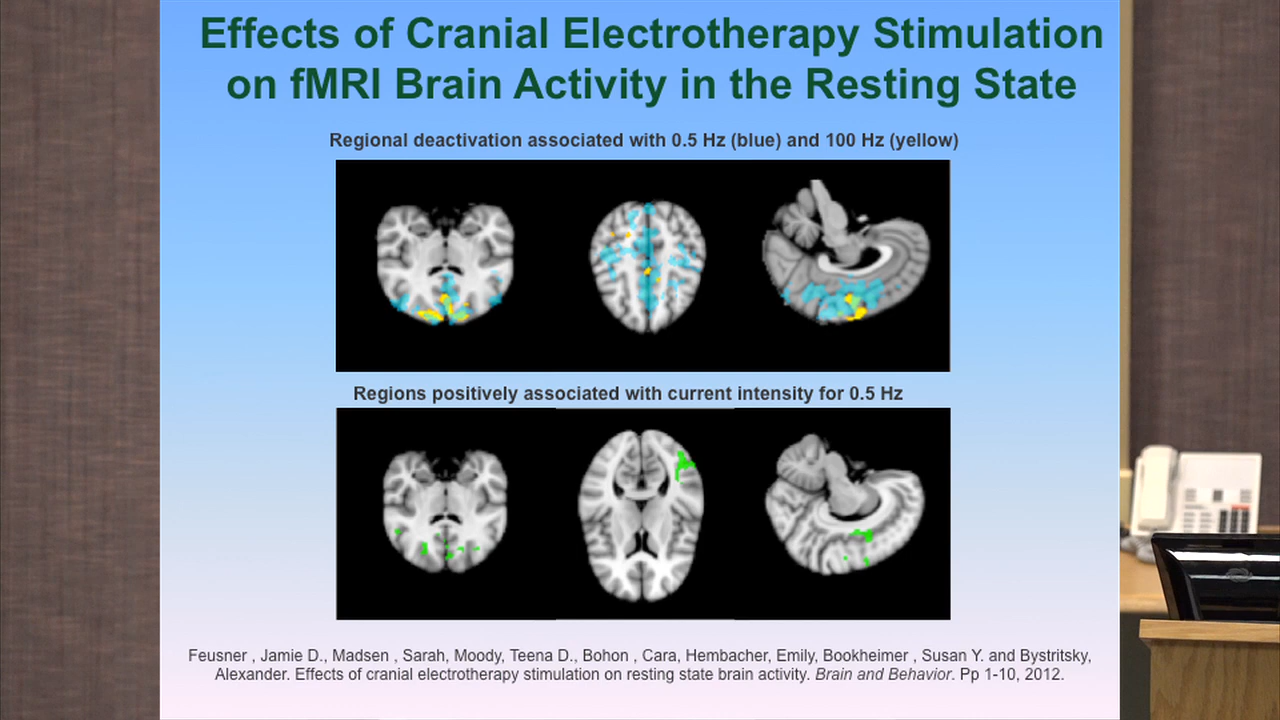 Effects of Cranial Electrotherapy Stimulation
on fMRI Brain Activity in the Resting State
Regional deactivation associated with 0.5 Hz (blue) and 100 Hz (yellow)
Regions positively associated with current intensity for 0.5 Hz
Feusner , Jamie D., Madsen , Sarah, Moody, Teena D., Bohon , Cara, Hembacher, Emily, Bookheimer , Susan Y. and Bystritsky,
Alexander. Effects of cranial electrotherapy stimulation on resting state brain activity. Brain and Behavior. Pp 1-10, 2012.